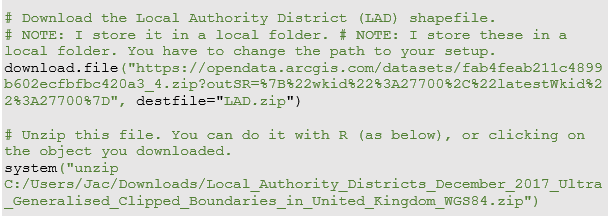 # Download the Local Authority District (LAD) shapefile.
# NOTE: I store it in a local folder. # NOTE: I store these in a
local folder. You have to change the path to your setup.
download.file("https://opendata.arcgis.com/datasets/fab4feab211c4899
b602ecfbfbc420a3_4.zip?outSR=%7B%22wkid%22%3A27700%2C%22latestWkid%2
2%3A27700%7D", destfile="LAD.zip")
# Unzip this file. You can do it with R (as below), or clicking on
the object you downloaded.
system("unzip
C:/Users/Jac/Downloads/Local_Authority_Districts_December_2017_Ultra
_Generalised_Clipped_Boundaries_in_United_Kingdom_WGS84.zip")